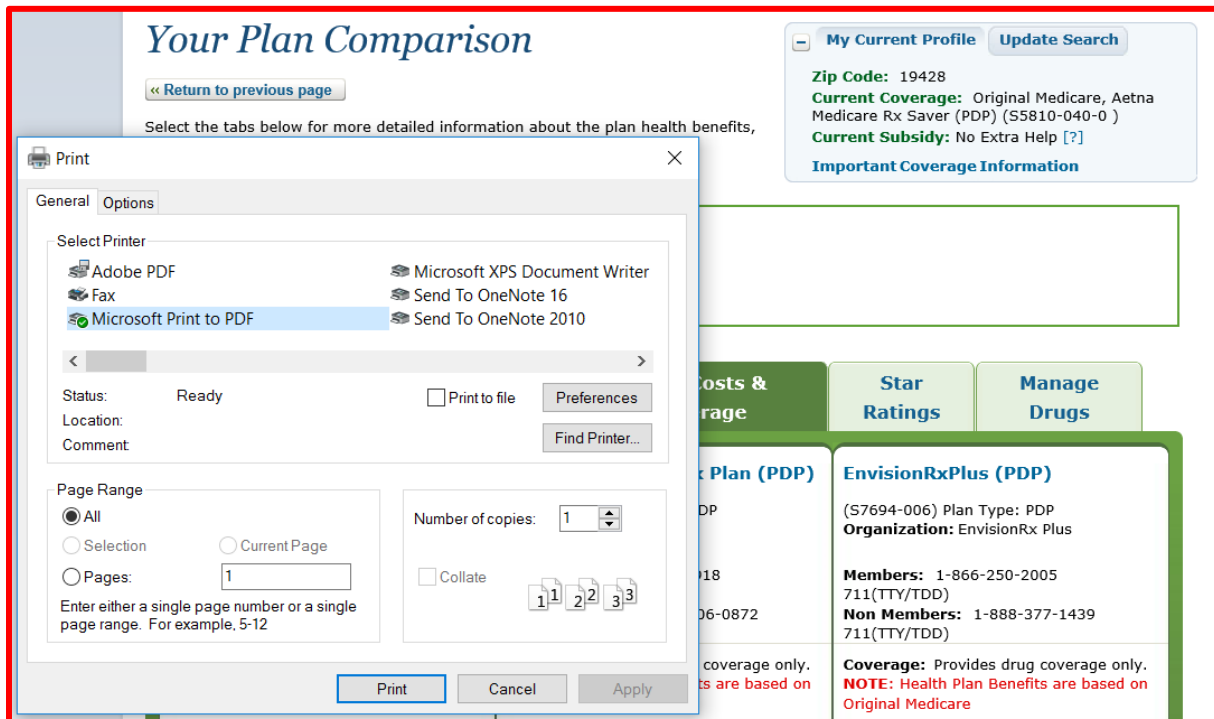 Your Plan Comparison
« Return to previous page
Select the tabs below for more detailed information about the plan health benefits,
My Current Profile
Update Search
Zip Code: 19428
Current Coverage: Original Medicare, Aetna
Medicare Rx Saver (PDP) (S5810-040-0 )
Current Subsidy: No Extra Help [?]
Important Coverage Information
Print
General
Options
Select Printer
Adobe PDF
Microsoft XPS Document Writer
Fax
Send To OneNote 16
Microsoft Print to PDF
Send To OneNote 2010
Status: Ready
Print to file
Preferences
Location:
Comment:
Find Printer...
Page Range
All
Selection
Current Page
Pages: 1
Enter either a single page number or a single
page range. For example, 5-12
Number of copies: 1
Collate
1 1 2 2 3 3
Print
Cancel
Apply
Costs &
rage
Star
Ratings
Manage
Drugs
Plan (PDP)
DP
018
06-0872
coverage only.
ts are based on
EnvisionRxPlus (PDP)
(S7694-006) Plan Type: PDP
Organization: EnvisionRx Plus
Members: 1-866-250-2005
711(TTY/TDD)
Non Members: 1-888-377-1439
711(TTY/TDD)
Coverage: Provides drug coverage only.
NOTE: Health Plan Benefits are based on
Original Medicare